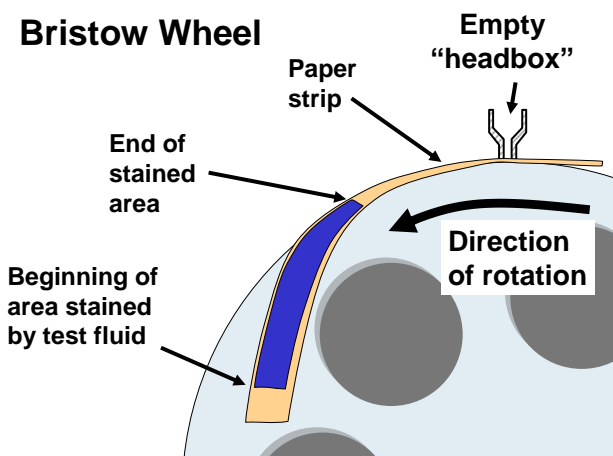 Bristow Wheel
Empty
“headbox”
Paper
strip
End of
stained
area
Direction
of rotation
Beginning of
area stained
by test fluid